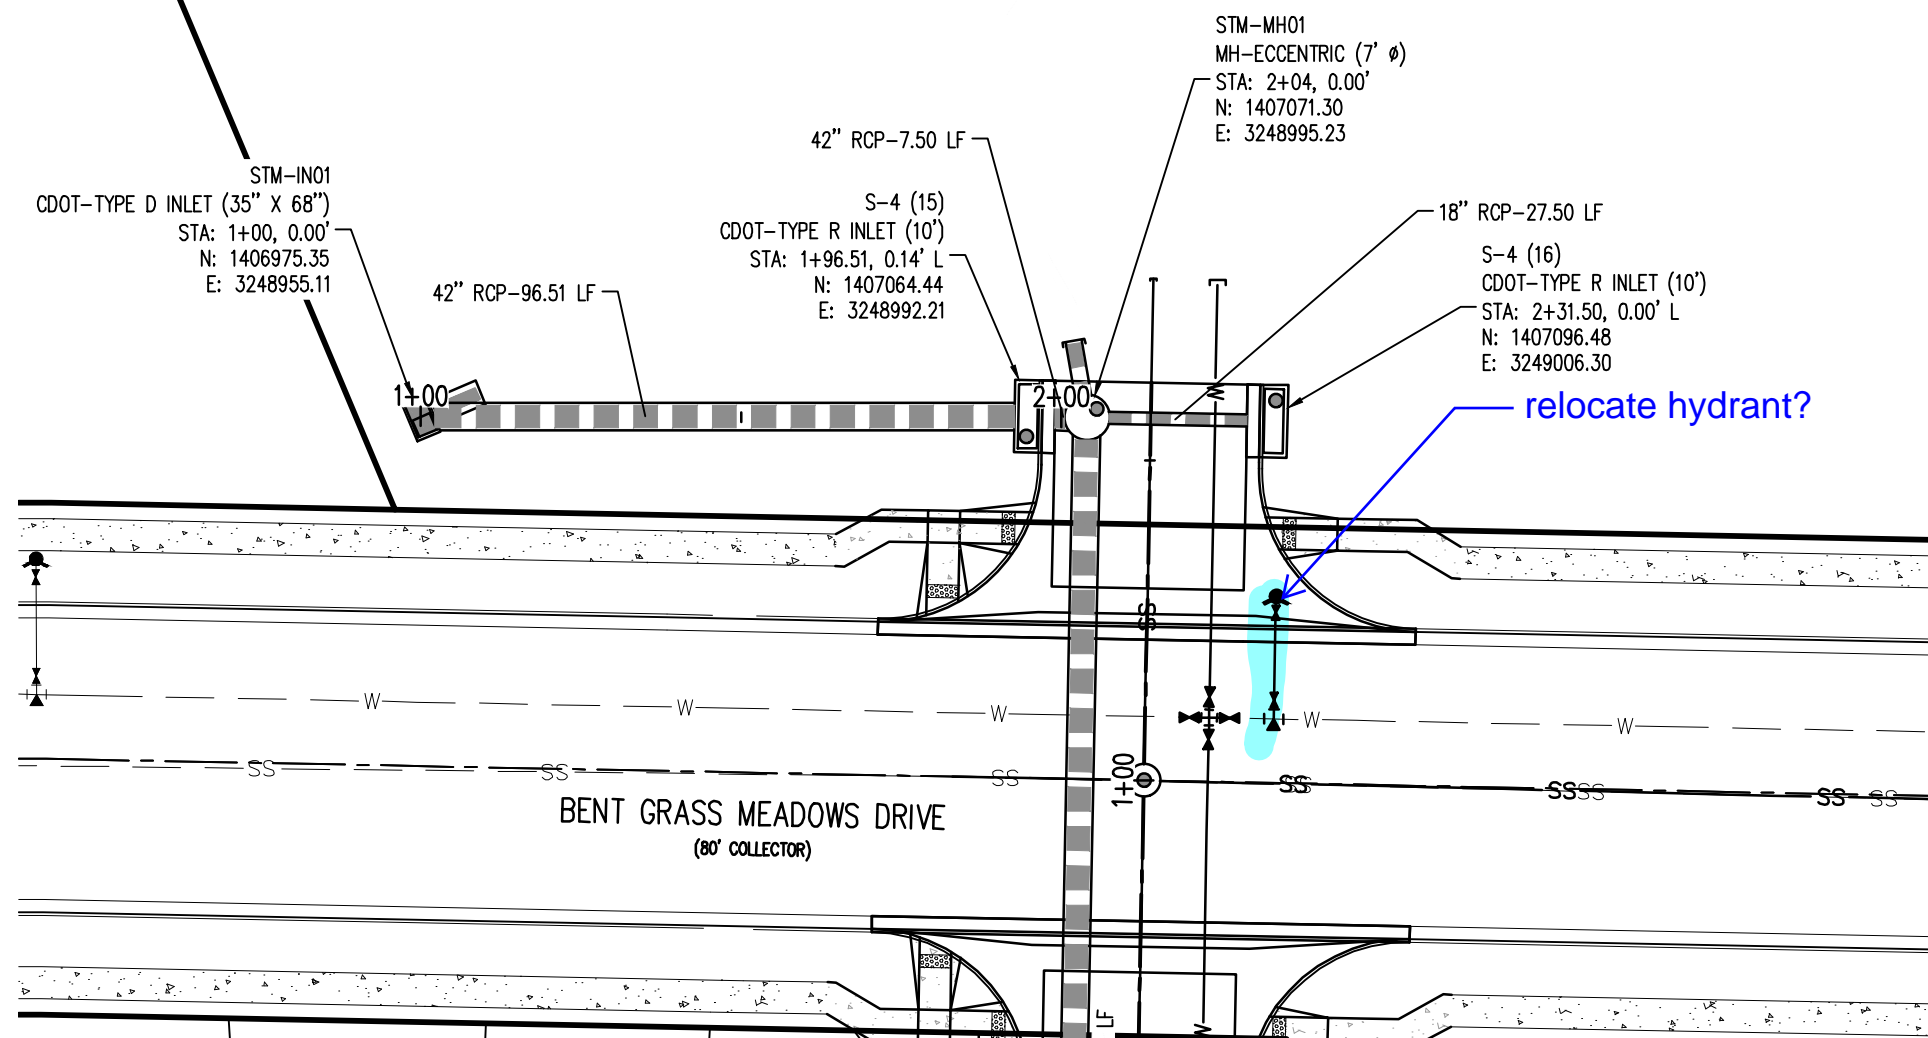 STM-MH01
MH-ECCENTRIC (7' ø)
STA: 2+04, 0.00'
N: 1407071.30
E: 3248995.23
42" RCP-7.50 LF
STM-IN01
CDOT-TYPE D INLET (35" X 68")
STA: 1+00, 0.00'
N: 1406975.35
E: 3248955.11
S-4 (15)
CDOT-TYPE R INLET (10')
STA: 1+96.51, 0.14' L
N: 1407064.44
E: 3248992.21
18" RCP-27.50 LF
S-4 (16)
CDOT-TYPE R INLET (10')
STA: 2+31.50, 0.00' L
N: 1407096.48
E: 3249006.30
42" RCP-96.51 LF
relocate hydrant?
1+00
2+00
W
SS
W
W
W
W
W
SS
SS
SS
1+00
SS
SS
SS
SS
SS
SS
BENT GRASS MEADOWS DRIVE
(80' COLLECTOR)
LF
W